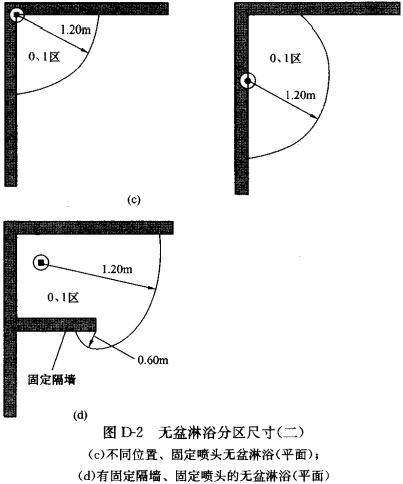 1.20m
0、1区
0、1区
1.20m
(c)
1.20m
0、1区
0.60m
固定隔墙
(d)
图 D-2 无盆淋浴分区尺寸(二)
(c)不同位置、固定喷头无盆淋浴(平面)；
(d)有固定隔墙、固定喷头的无盆淋浴(平面)